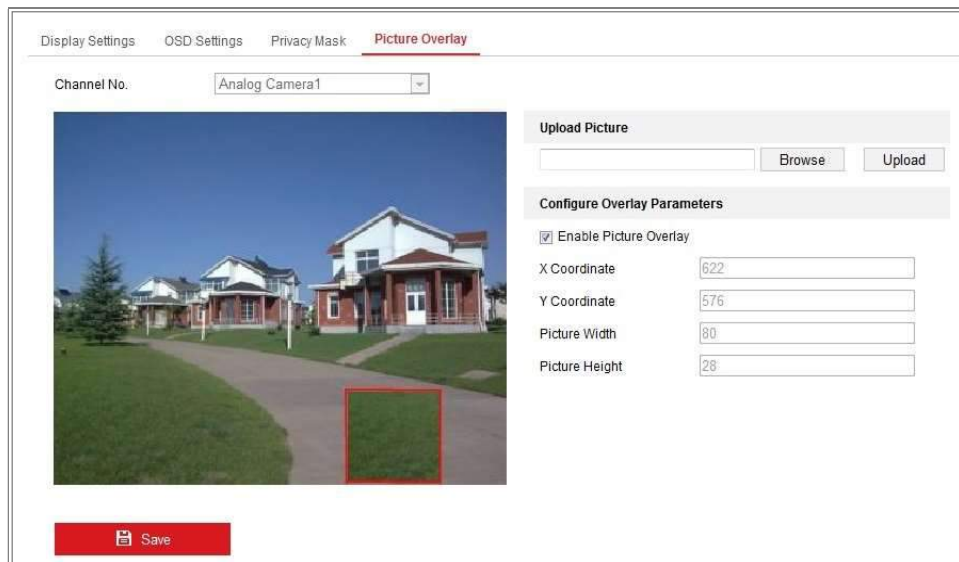 Display Settings OSD Settings Privacy Mask Picture Overlay
Channel No. Analog Camera1
Upload Picture
Browse Upload
Configure Overlay Parameters
Enable Picture Overlay
X Coordinate 622
Y Coordinate 576
Picture Width 80
Picture Height 28
Save